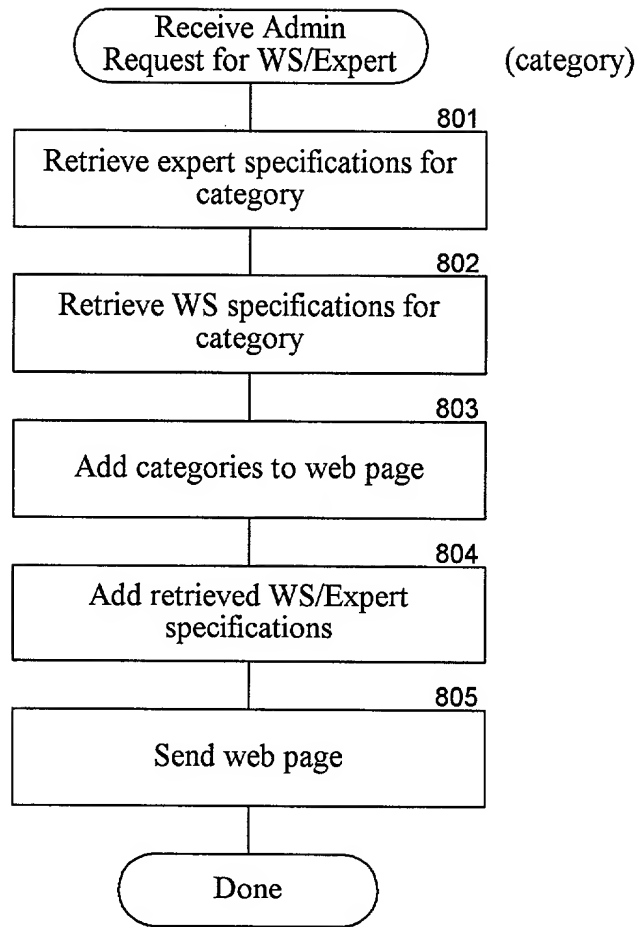 Receive Admin
Request for WS/Expert
(category)
801
Retrieve expert specifications for
category
802
Retrieve WS specifications for
category
803
Add categories to web page
804
Add retrieved WS/Expert
specifications
805
Send web page
Done